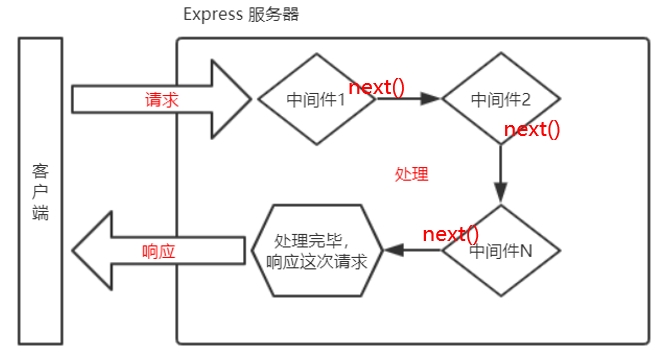 Express 服务器
请求
中间件1
next()
中间件2
next()
客
户
端
处理
响应
处理完毕，
响应这次请求
next()
中间件N